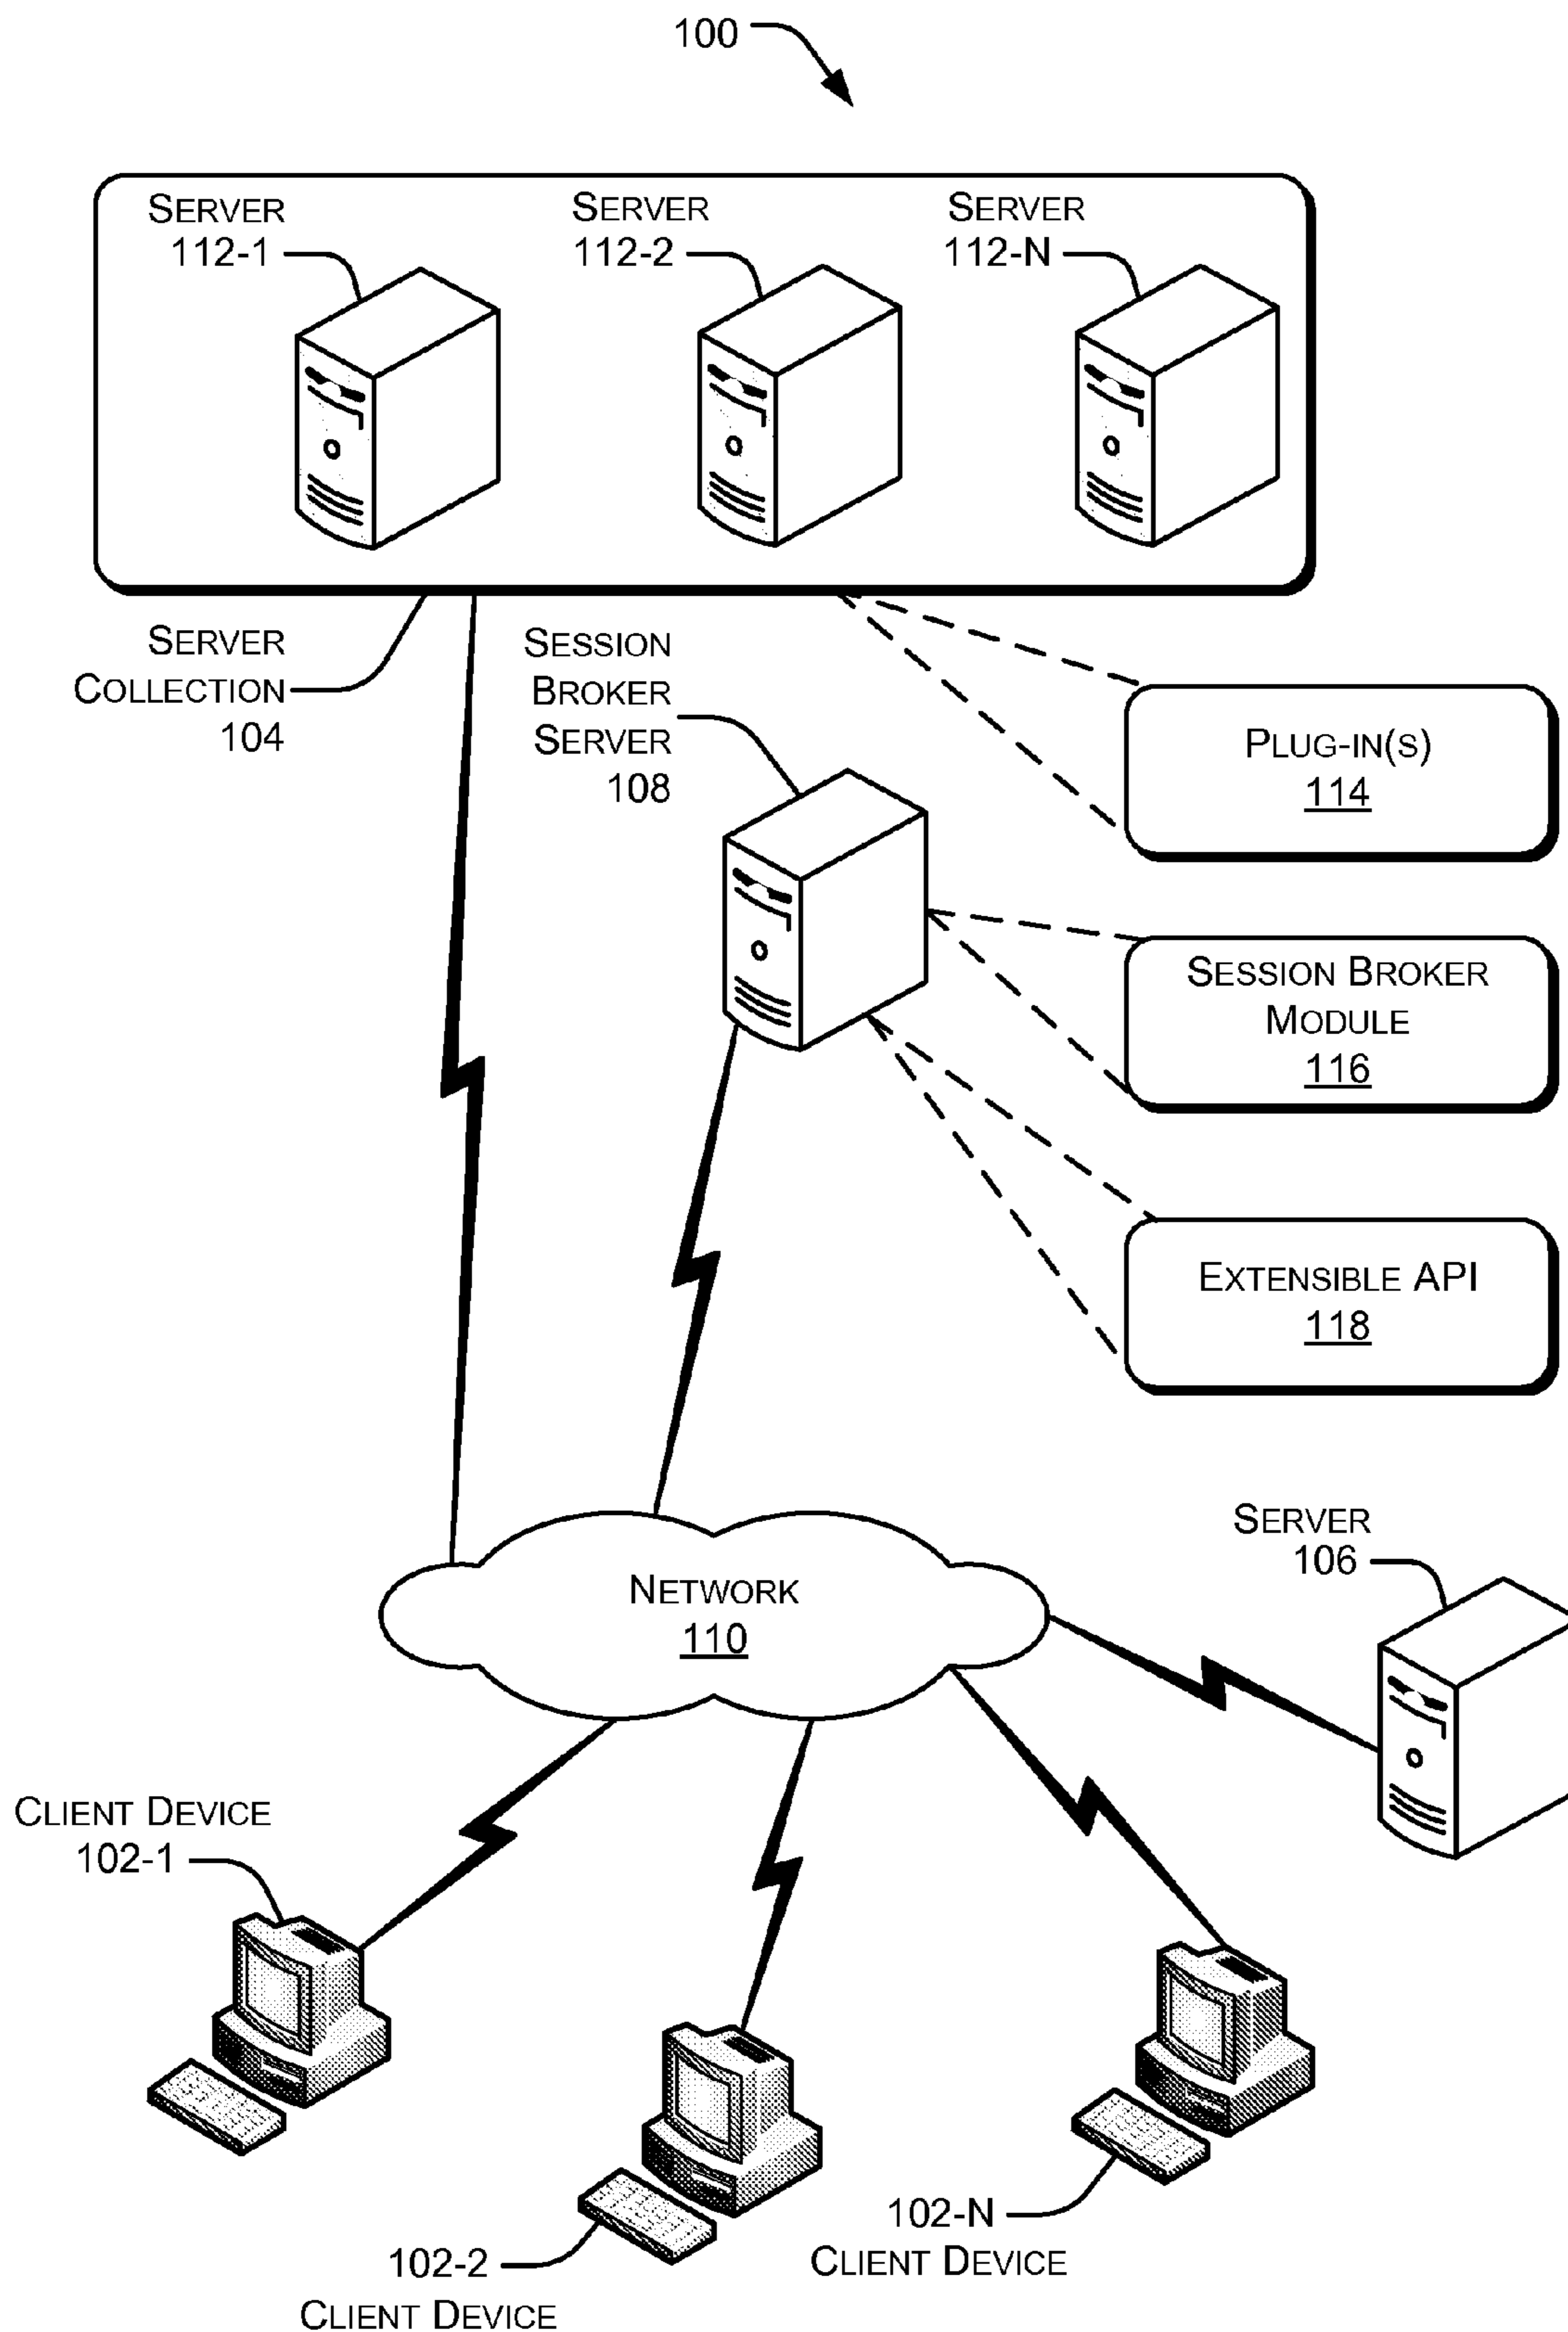 100
SERVER
112-1
SERVER
112-2
SERVER
112-N
SERVER
COLLECTION
104
SESSION
BROKER
SERVER
108
PLUG-IN(S)
114
SESSION BROKER
MODULE
116
EXTENSIBLE API
118
SERVER
106
NETWORK
110
CLIENT DEVICE
102-1
102-2
CLIENT DEVICE
102-N
CLIENT DEVICE